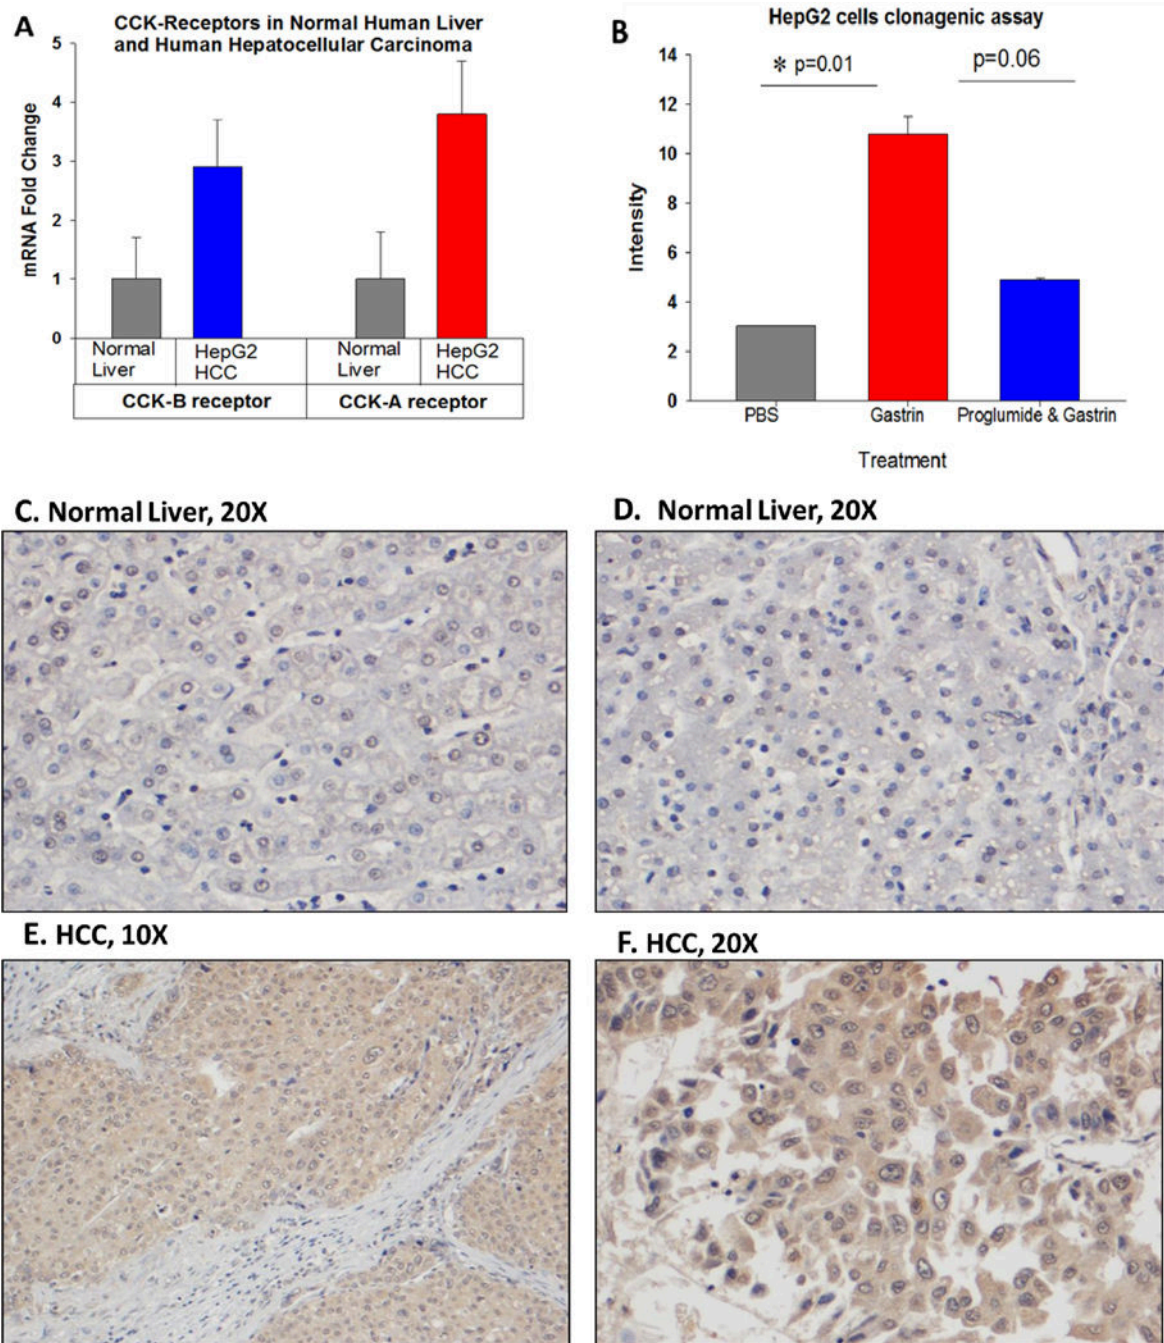 A
CCK-Receptors in Normal Human Liver
and Human Hepatocellular Carcinoma
5
4
3
2
1
0
mRNA Fold Change
Normal
Liver
HepG2
HCC
Normal
Liver
HepG2
HCC
CCK-B receptor
CCK-A receptor
B
HepG2 cells clonagenic assay
14
12
10
8
6
4
2
0
Intensity
* p=0.01
p=0.06
PBS
Gastrin
Proglumide & Gastrin
Treatment
C. Normal Liver, 20X
D. Normal Liver, 20X
E. HCC, 10X
F. HCC, 20X